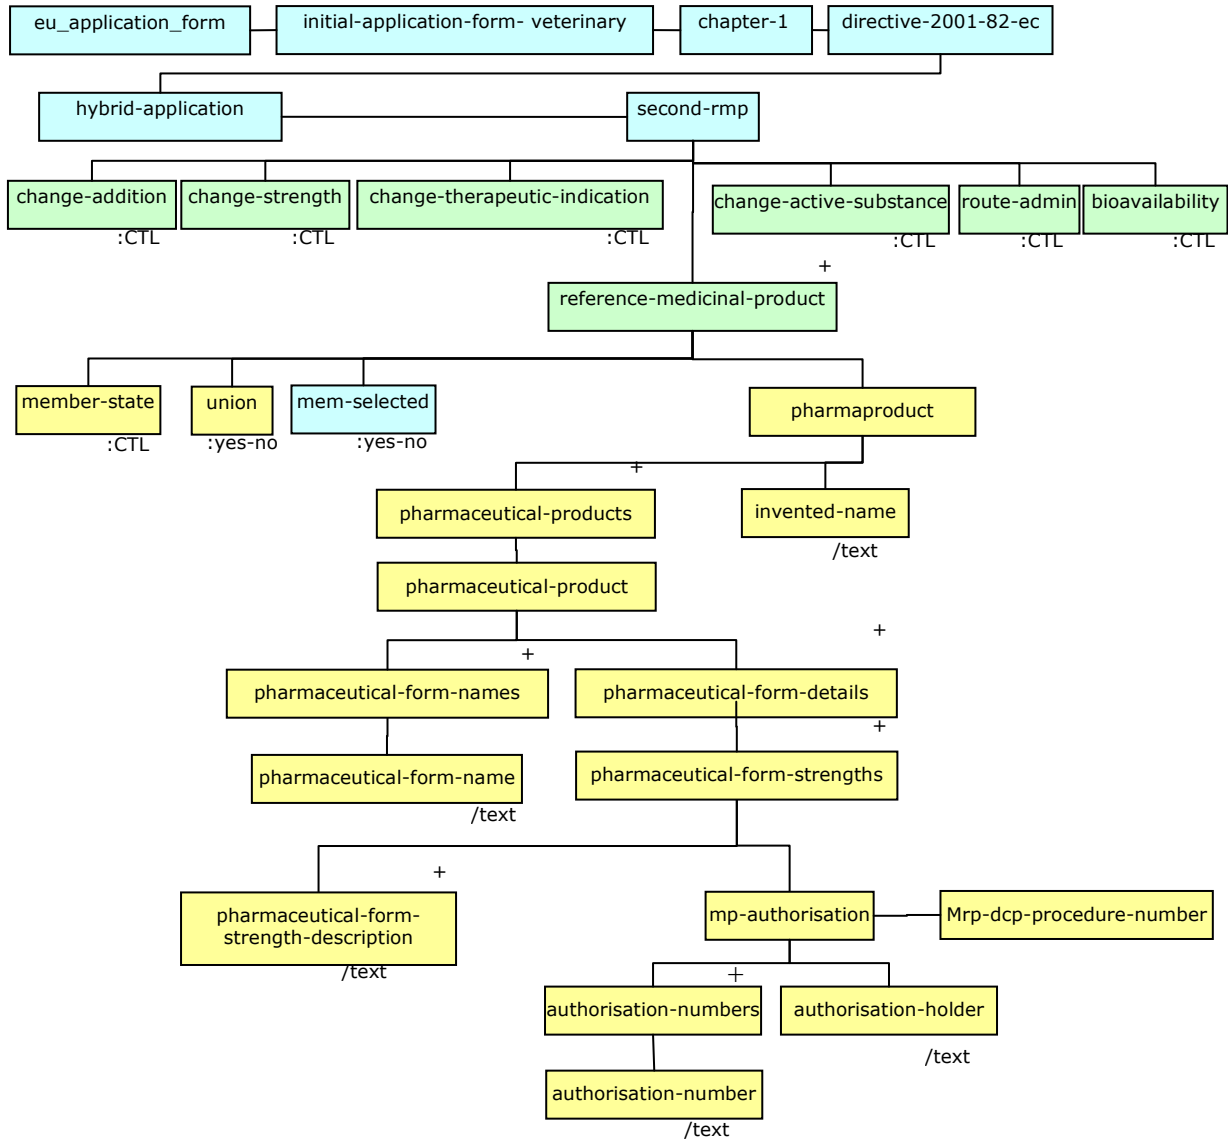 eu_application_form
initial-application-form- veterinary
chapter-1
directive-2001-82-ec
hybrid-application
second-rmp
change-addition
:CTL
change-strength
:CTL
change-therapeutic-indication
:CTL
change-active-substance
:CTL
route-admin
:CTL
bioavailability
:CTL
+
reference-medicinal-product
member-state
:CTL
union
:yes-no
mem-selected
:yes-no
pharmaproduct
+
pharmaceutical-products
invented-name
/text
pharmaceutical-product
+
+
pharmaceutical-form-names
pharmaceutical-form-details
+
pharmaceutical-form-name
/text
pharmaceutical-form-strengths
+
pharmaceutical-form-
strength-description
/text
mp-authorisation
Mrp-dcp-procedure-number
+
authorisation-numbers
authorisation-holder
/text
authorisation-number
/text